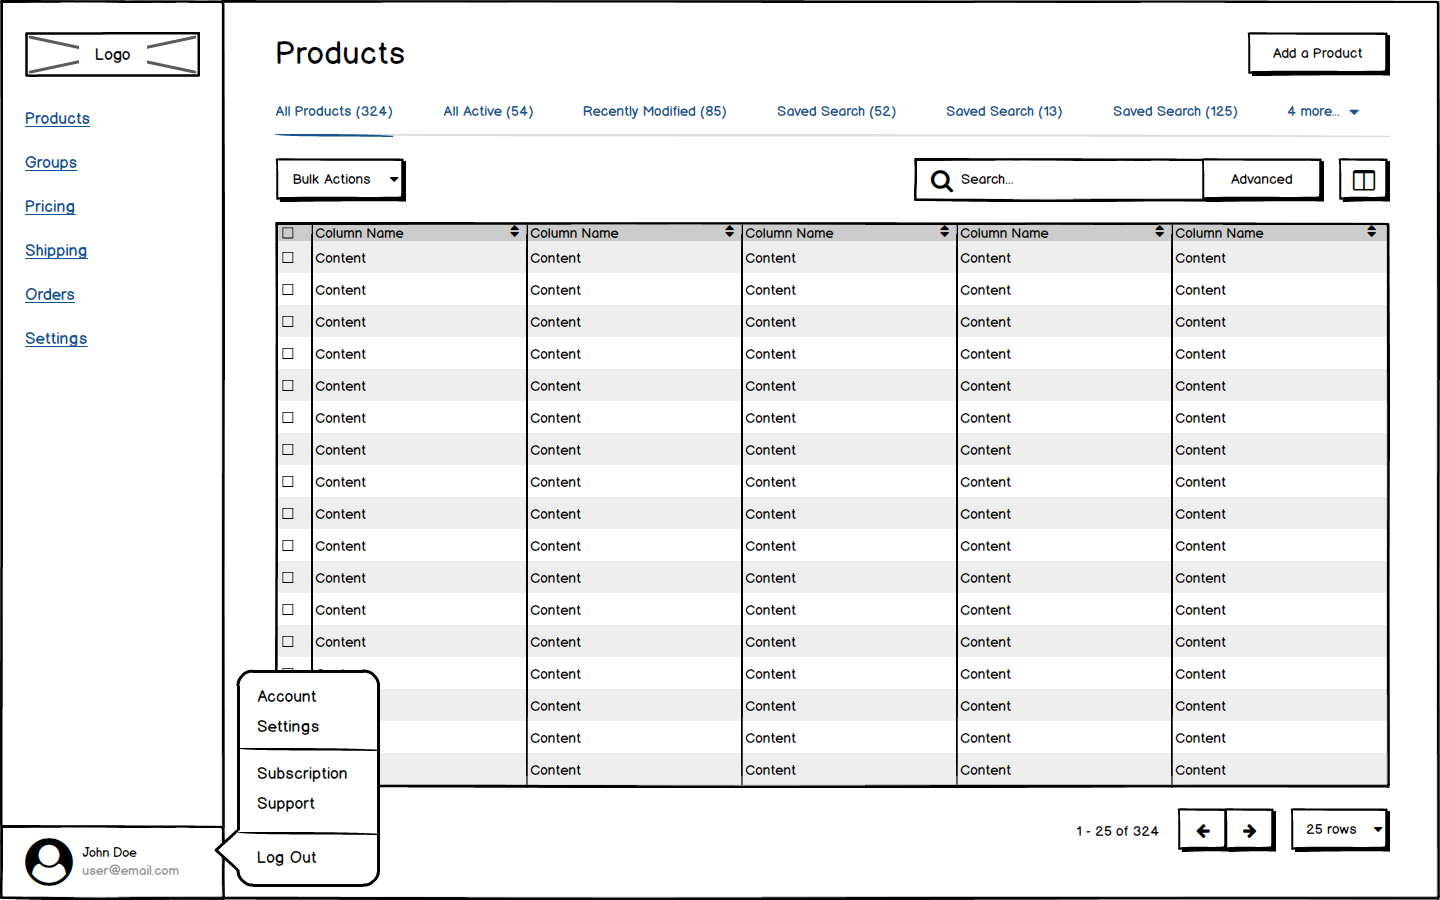 Logo
Products
Groups
Pricing
Shipping
Orders
Settings
John Doe
user@email.com
Products
Add a Product
All Products (324) All Active (54) Recently Modified (85) Saved Search (52) Saved Search (13) Saved Search (125) 4 more...
Bulk Actions Search... Advanced
Column Name Column Name Column Name Column Name Column Name
Content Content Content Content Content
Content Content Content Content Content
Content Content Content Content Content
Content Content Content Content Content
Content Content Content Content Content
Content Content Content Content Content
Content Content Content Content Content
Content Content Content Content Content
Content Content Content Content Content
Content Content Content Content Content
Content Content Content Content Content
Content Content Content Content Content
Content Content Content Content Content
Content Content Content Content
Content Content Content Content
Content Content Content Content
Content Content Content Content
Account
Settings
Subscription
Support
Log Out
1 - 25 of 324 25 rows